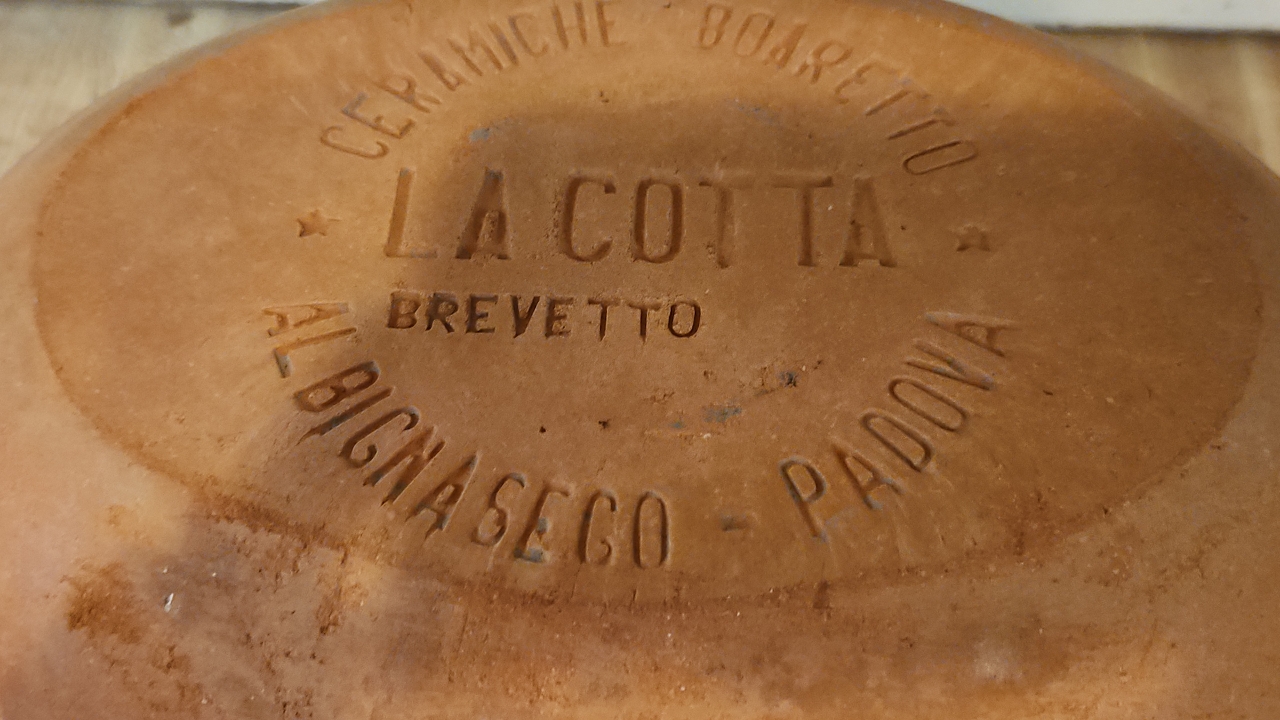 CERAMICHE BOARETTO
LA COTTA
BREVETTO
ALBIGNASEGO - PADOVA